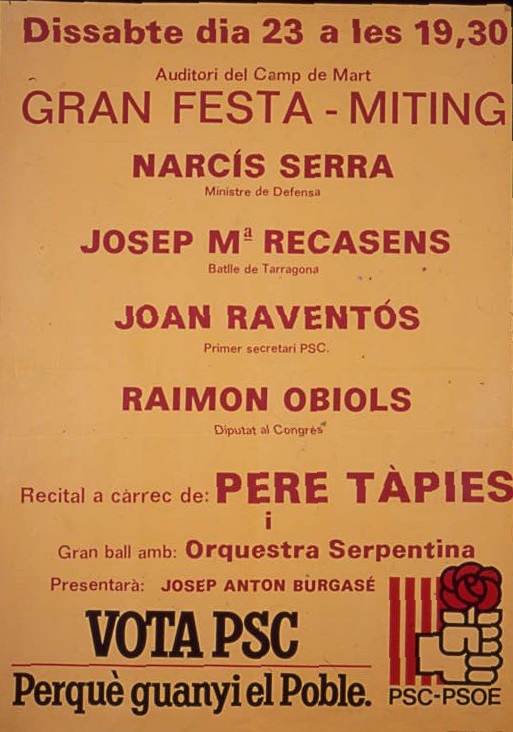 Dissabte dia 23 a les 19,30
Auditori del Camp de Mart
GRAN FESTA - MITING
NARCÍS SERRA
Ministre de Defensa
JOSEP Mª RECASENS
Batlle de Tarragona
JOAN RAVENTÓS
Primer secretari PSC.
RAIMON OBIOLS
Diputat al Congrés
Recital a càrrec de: PERE TÀPIES
i
Gran ball amb: Orquestra Serpentina
Presentarà: JOSEP ANTON BURGASÉ
VOTA PSC
Perquè guanyi el Poble.
PSC-PSOE